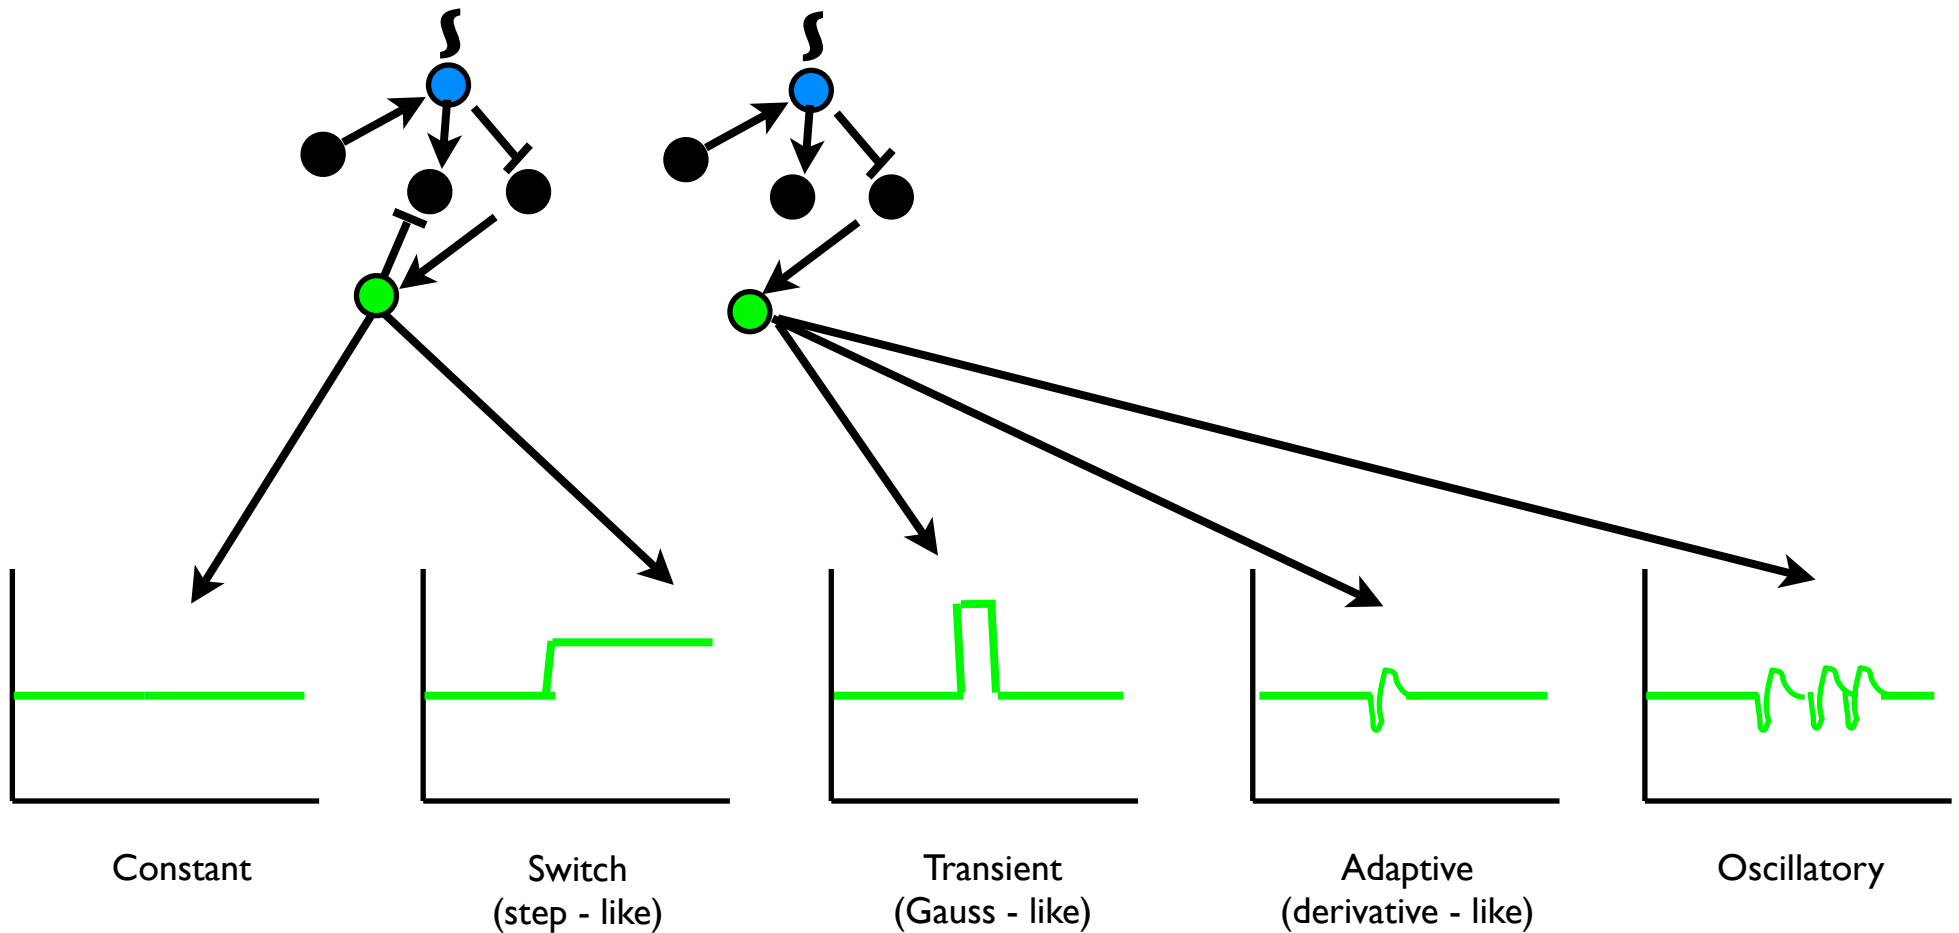 ∫
∫
Constant
Switch
(step - like)
Transient
(Gauss - like)
Adaptive
(derivative - like)
Oscillatory